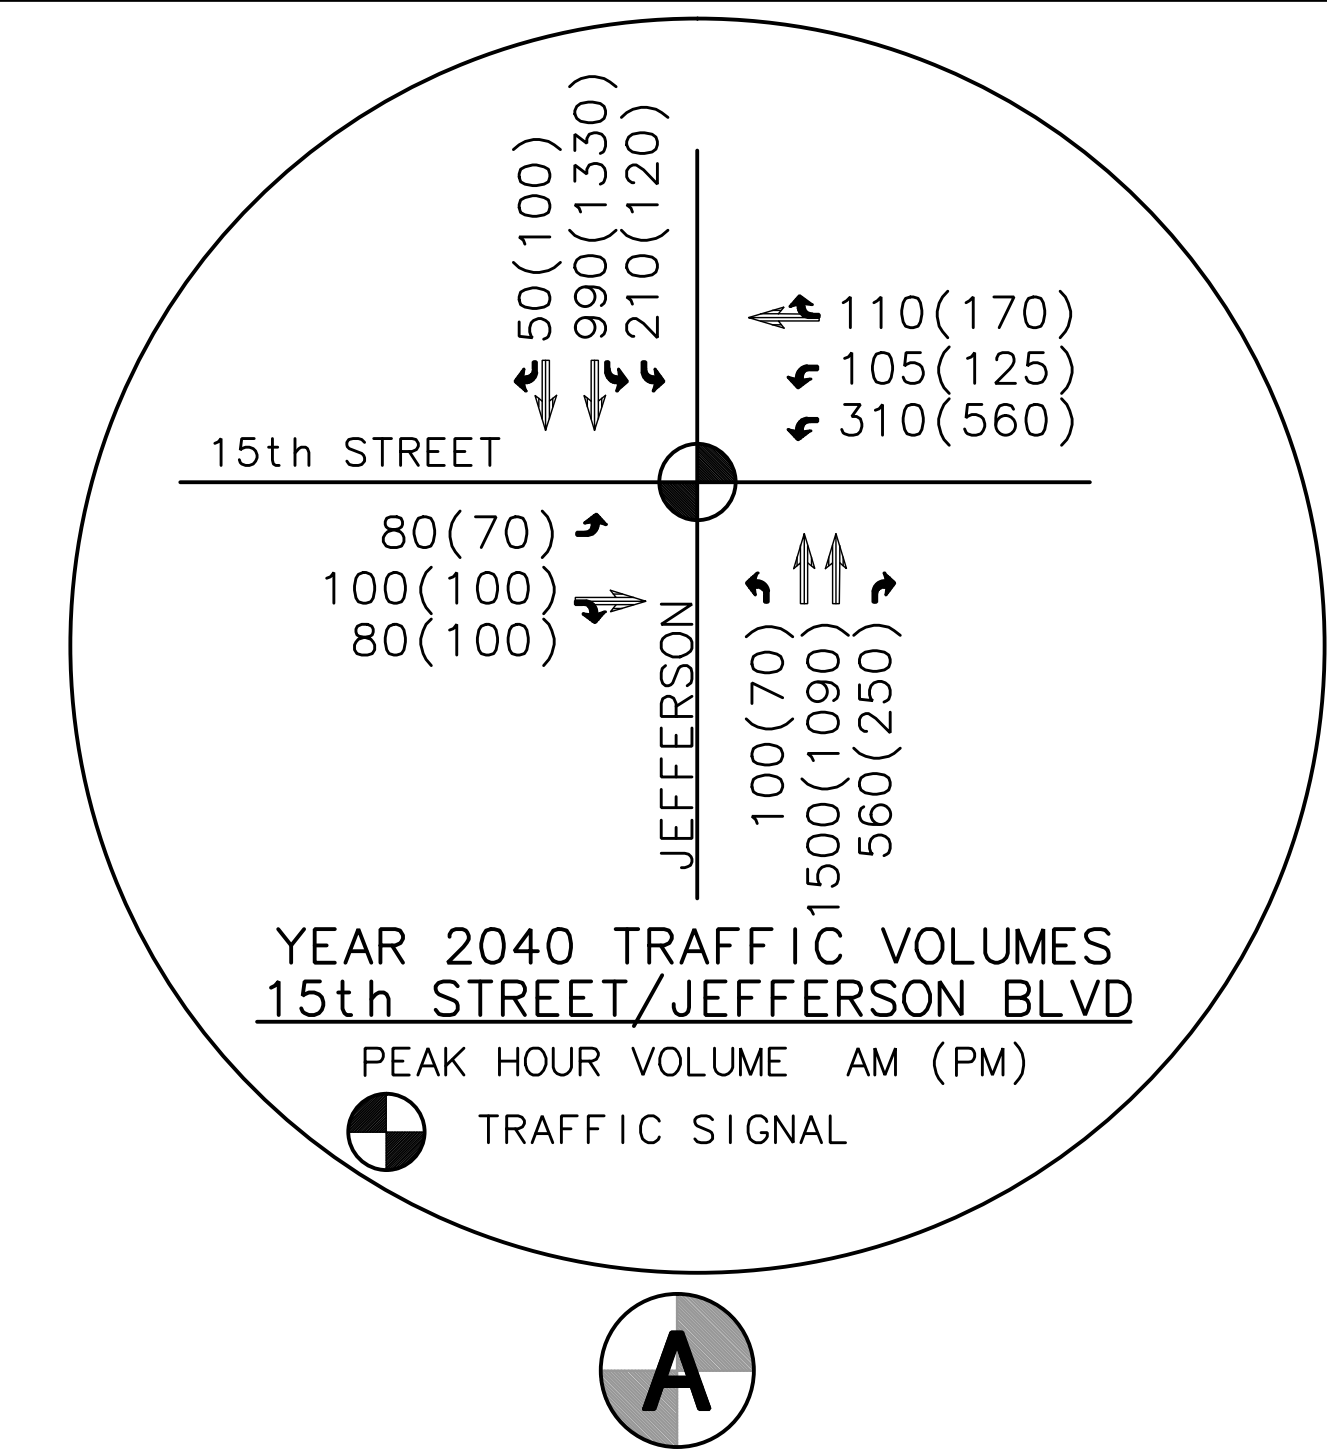 50(100)
990(1330)
210(120)
110(170)
105(125)
310(560)
15th STREET
80(70)
100(100)
80(100)
JEFFERSON
100(70)
1500(1090)
560(250)
YEAR 2040 TRAFFIC VOLUMES
15th STREET/JEFFERSON BLVD
PEAK HOUR VOLUME AM (PM)
TRAFFIC SIGNAL
A